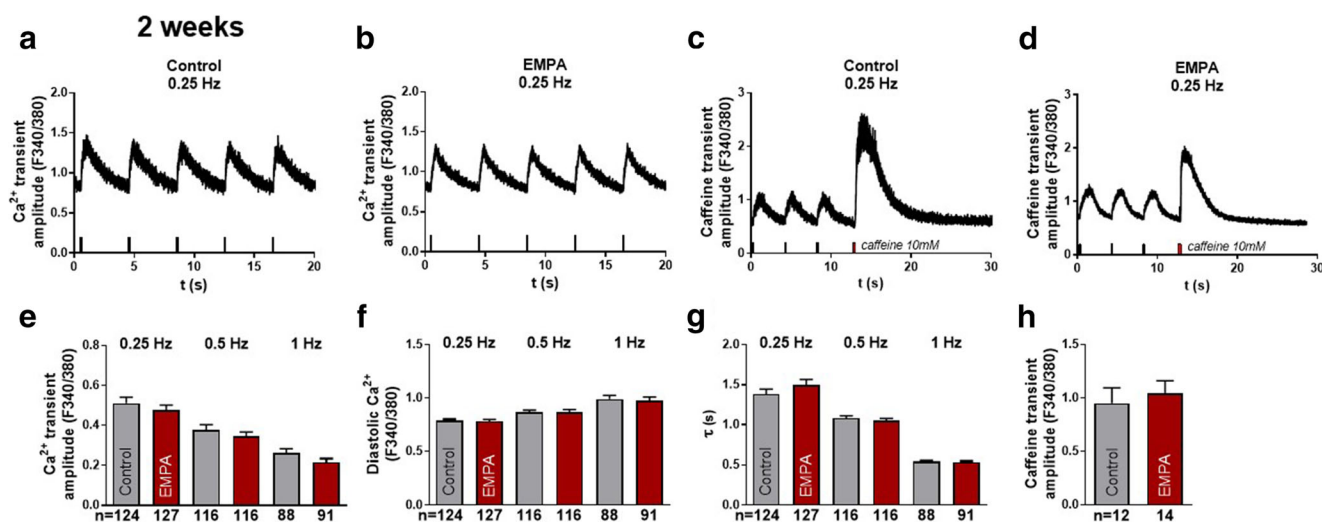 2 weeks
a
Control
0.25 Hz
Ca2+ transient
amplitude (F340/380)
2.0
1.5
1.0
0.5
0.0
0 5 10 15 20
t (s)
b
EMPA
0.25 Hz
Ca2+ transient
amplitude (F340/380)
2.0
1.5
1.0
0.5
0.0
0 5 10 15 20
t (s)
c
Control
0.25 Hz
Caffeine transient
amplitude (F340/380)
3
2
1
0
caffeine 10mM
0 10 20 30
t (s)
d
EMPA
0.25 Hz
Caffeine transient
amplitude (F340/380)
3
2
1
0
caffeine 10mM
0 10 20 30
t (s)
e
0.25 Hz 0.5 Hz 1 Hz
Ca2+ transient
amplitude (F340/380)
0.8
0.6
0.4
0.2
0.0
Control
EMPA
n=124 127 116 116 88 91
f
0.25 Hz 0.5 Hz 1 Hz
Diastolic Ca2+
(F340/380)
1.5
1.0
0.5
0.0
Control
EMPA
n=124 127 116 116 88 91
g
0.25 Hz 0.5 Hz 1 Hz
τ (s)
2.0
1.5
1.0
0.5
0.0
Control
EMPA
n=124 127 116 116 88 91
h
Caffeine transient
amplitude (F340/380)
1.5
1.0
0.5
0.0
Control
EMPA
n=12 14